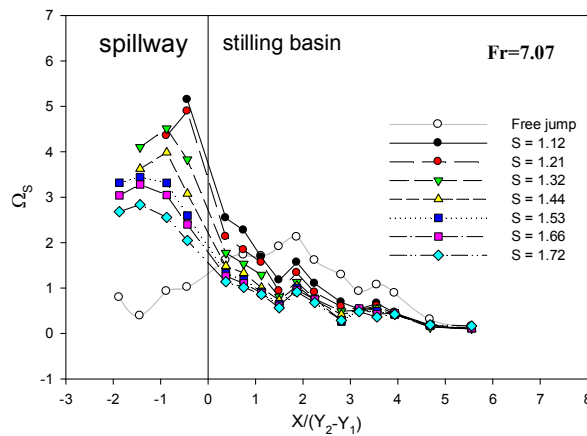 spillway
stilling basin
Fr=7.07
7
6
5
4
3
2
1
0
-1
Ω_S
Free jump
S = 1.12
S = 1.21
S = 1.32
S = 1.44
S = 1.53
S = 1.66
S = 1.72
-3 -2 -1 0 1 2 3 4 5 6 7 8
X/(Y₂-Y₁)